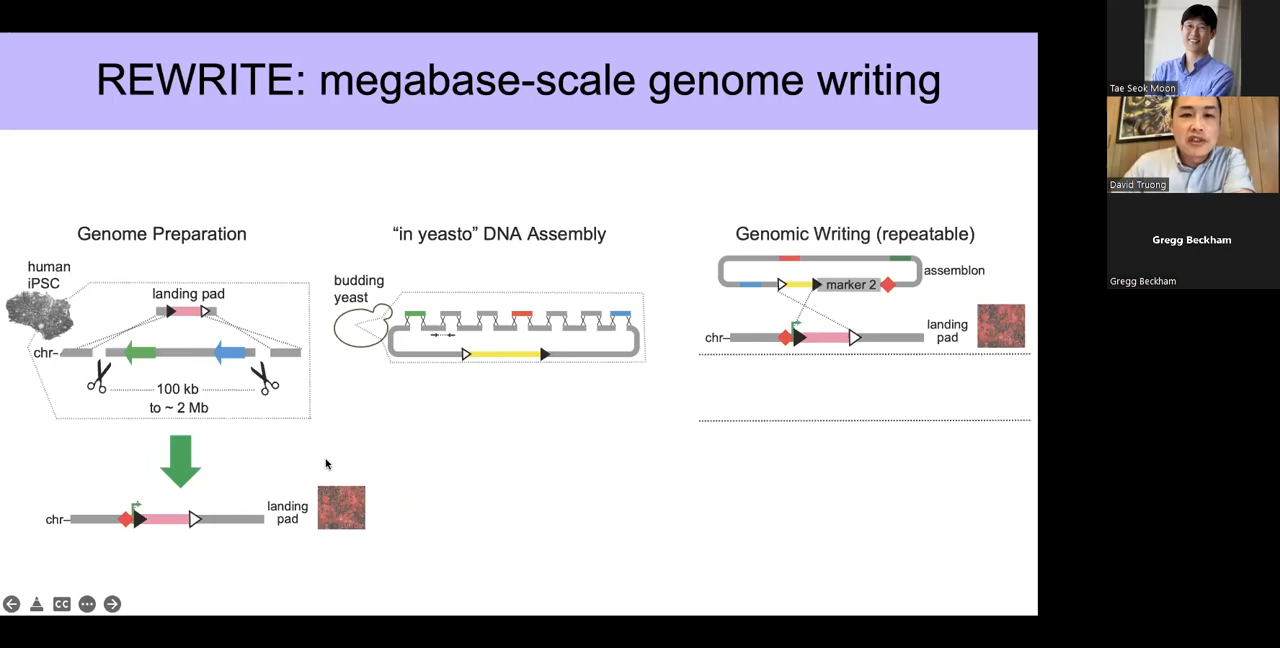 REWRITE: megabase-scale genome writing
Genome Preparation
human
iPSC
landing pad
chr
100 kb
to ~ 2 Mb
chr
landing
pad
"in yeasto" DNA Assembly
budding
yeast
Genomic Writing (repeatable)
assemblon
marker 2
chr
landing
pad
CC
Tae Seok Moon
David Truong
Gregg Beckham
Gregg Beckham